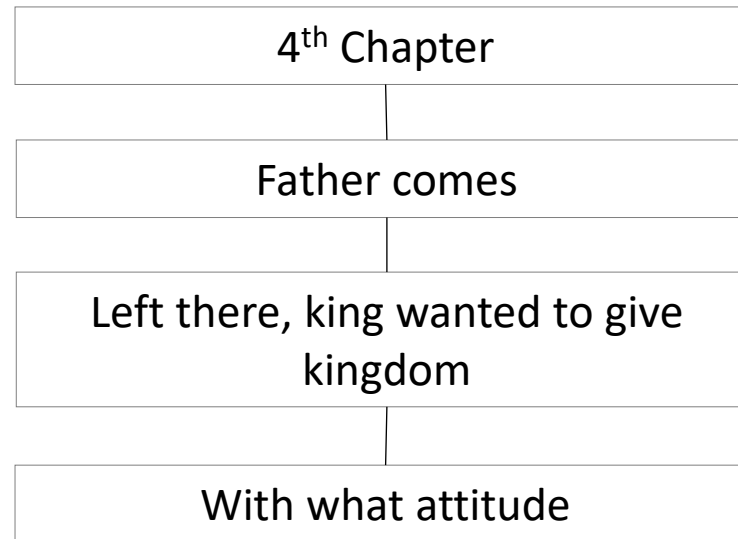 4th Chapter
Father comes
Left there, king wanted to give
kingdom
With what attitude